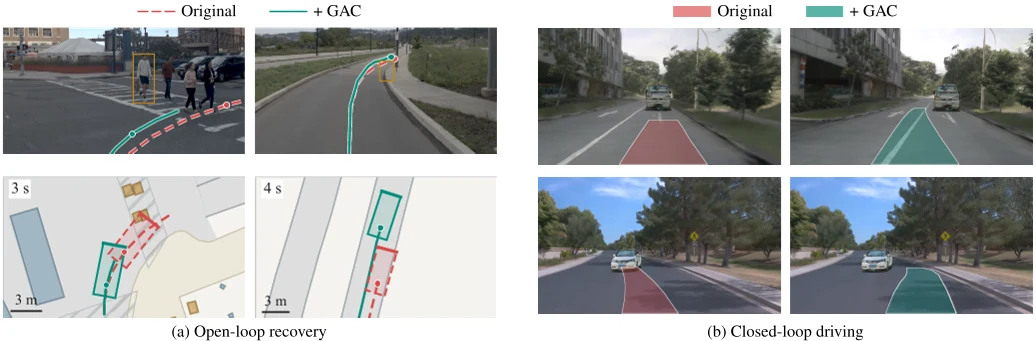 Original + GAC
Original + GAC
3 s
3 m
4 s
3 m
(a) Open-loop recovery
(b) Closed-loop driving